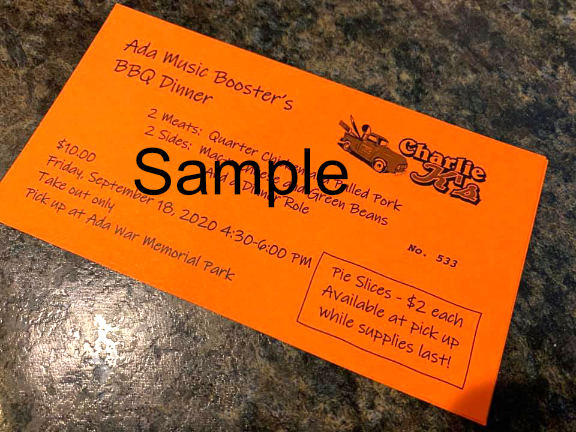 Ada Music Booster's
BBQ Dinner
2 Meats: Quarter Chicken and Pulled Pork
2 Sides: Mac and Cheese and Green Beans
And a Dinner Role
$10.00
Friday, September 18, 2020 4:30-6:00 PM
Take out only
Pick up at Ada War Memorial Park
Charlie
No. 533
Pie Slices - $2 each
Available at pick up
while supplies last!
Sample